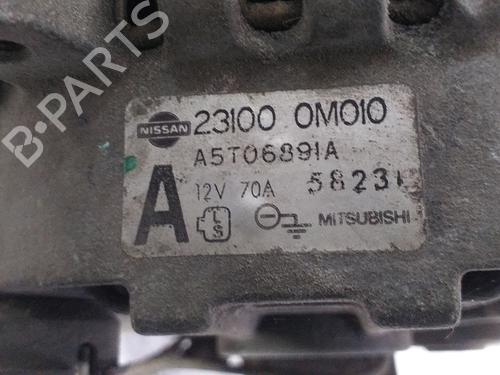 B-PARTS
NISSAN 23100 0M010
A5T06891A
A 12V 70A 58231
L S MITSUBISHI